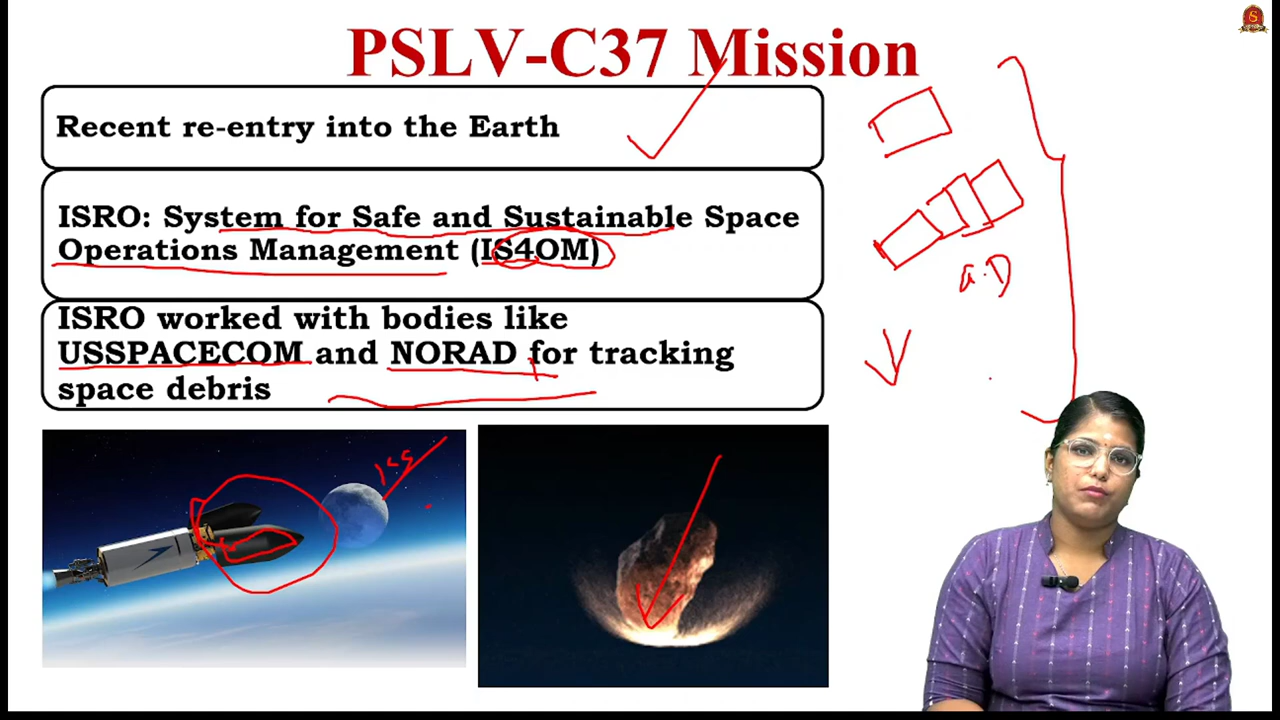 PSLV-C37 Mission
Recent re-entry into the Earth
ISRO: System for Safe and Sustainable Space
Operations Management (IS4OM)
a.D
ISRO worked with bodies like
USSPACECOM and NORAD for tracking
space debris